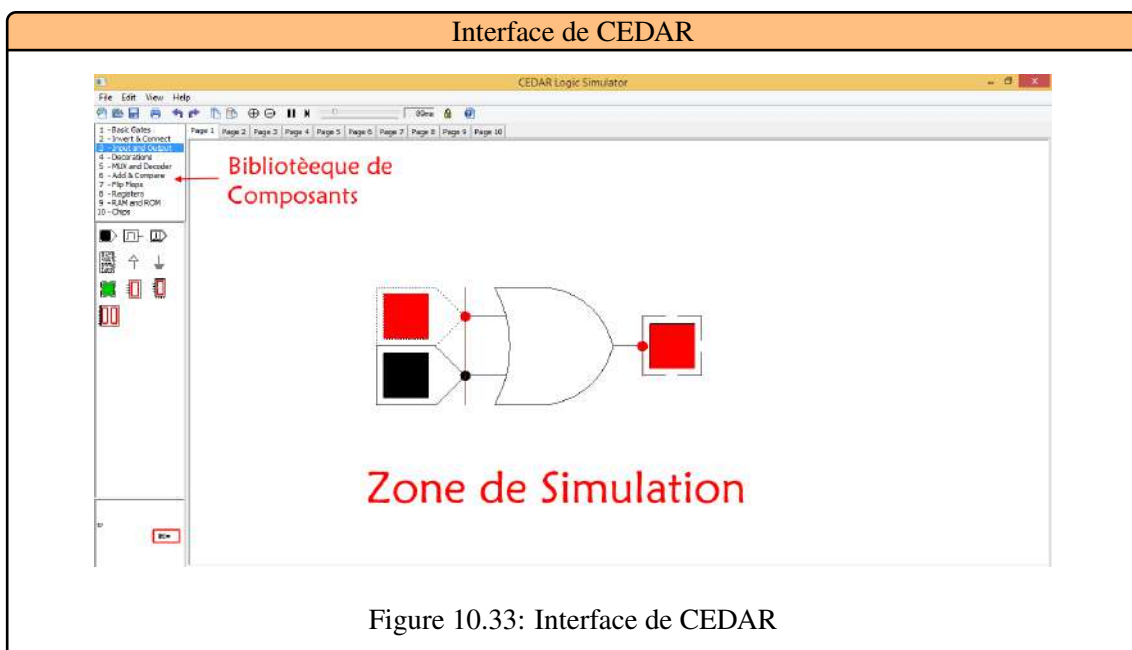 Interface de CEDAR
CEDAR Logic Simulator
File Edit View Help
1 - Basic Gates
2 - Invert & Connect
3 - Input and Output
4 - Decorations
5 - MUX and Decoder
6 - Add & Compare
7 - Flip Flops
8 - Registers
9 - RAM and ROM
10 - Chips
Page 1 Page 2 Page 3 Page 4 Page 5 Page 6 Page 7 Page 8 Page 9 Page 10
Bibliotèeque de
Composants
Zone de Simulation
Figure 10.33: Interface de CEDAR